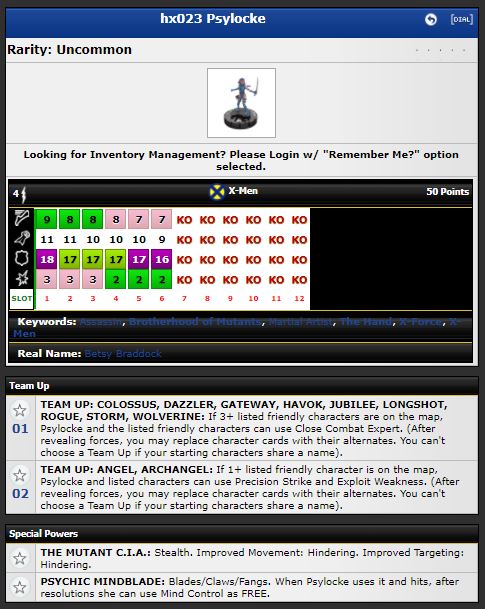 hx023 Psylocke
[DIAL]
Rarity: Uncommon
Looking for Inventory Management? Please Login w/ "Remember Me?" option
selected.
4 X-Men 50 Points
9 8 8 8 7 7 KO KO KO KO KO KO
11 11 10 10 10 9 KO KO KO KO KO KO
18 17 17 17 17 16 KO KO KO KO KO KO
3 3 3 2 2 2 KO KO KO KO KO KO
SLOT 1 2 3 4 5 6 7 8 9 10 11 12
Keywords: Assassin, Brotherhood of Mutants, Martial Artist, The Hand, X-Force, X-
Men
Real Name: Betsy Braddock
Team Up
01
TEAM UP: COLOSSUS, DAZZLER, GATEWAY, HAVOK, JUBILEE, LONGSHOT,
ROGUE, STORM, WOLVERINE: If 3+ listed friendly characters are on the map,
Psylocke and the listed friendly characters can use Close Combat Expert. (After
revealing forces, you may replace character cards with their alternates. You can't
choose a Team Up if your starting characters share a name).
02
TEAM UP: ANGEL, ARCHANGEL: If 1+ listed friendly character is on the map,
Psylocke and listed characters can use Precision Strike and Exploit Weakness. (After
revealing forces, you may replace character cards with their alternates. You can't
choose a Team Up if your starting characters share a name).
Special Powers
THE MUTANT C.I.A.: Stealth. Improved Movement: Hindering. Improved Targeting:
Hindering.
PSYCHIC MINDBLADE: Blades/Claws/Fangs. When Psylocke uses it and hits, after
resolutions she can use Mind Control as FREE.